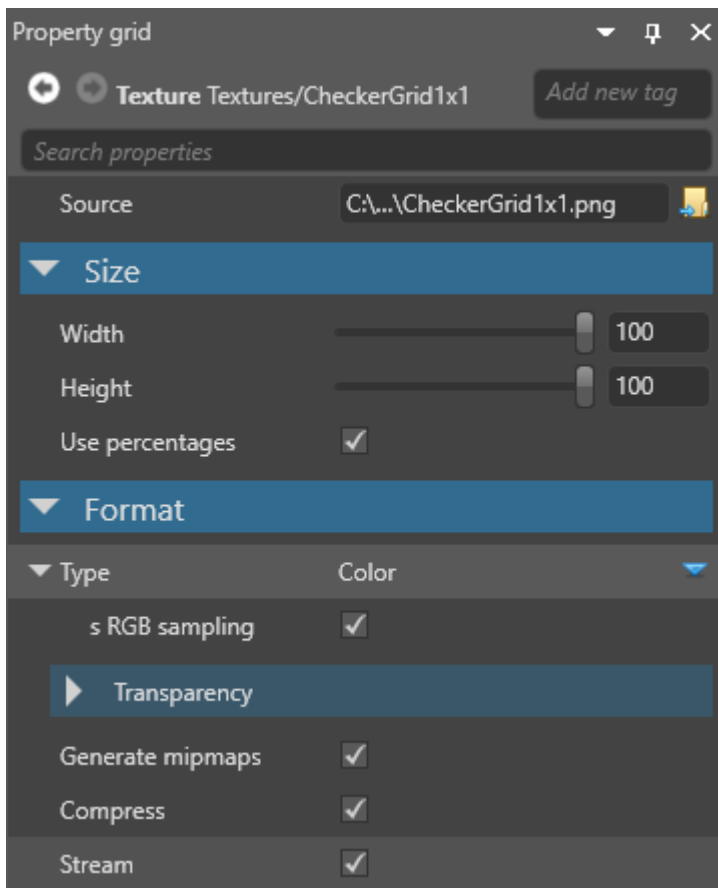 Property grid
Texture Textures/CheckerGrid1x1 Add new tag
Search properties
Source C:\...\CheckerGrid1x1.png
Size
Width 100
Height 100
Use percentages
Format
Type Color
s RGB sampling
Transparency
Generate mipmaps
Compress
Stream